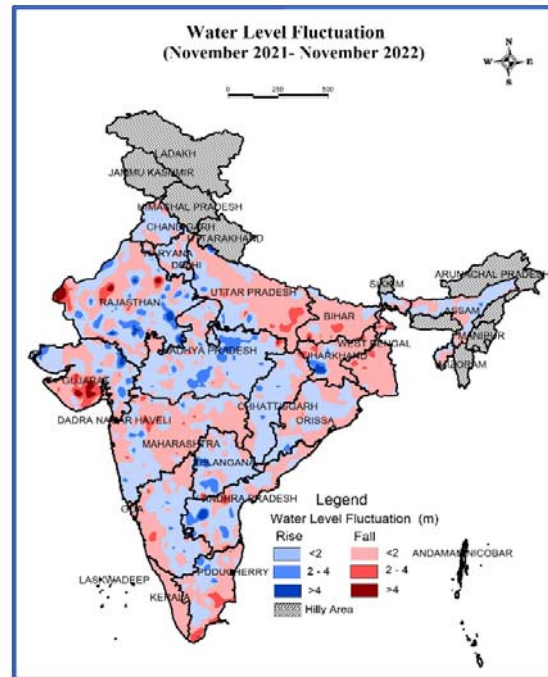 Water Level Fluctuation
(November 2021- November 2022)
N
W E
S
0 250 500
LADAKH
JAMMU KASHMIR
HIMACHAL PRADESH
CHANDIGARH
UTTARAKHAND
HARYANA
DELHI
ARUNACHAL PRADESH
SIKKIM
UTTAR PRADESH
RAJASTHAN
ASSAM
BIHAR
MANIPUR
WEST BENGAL
MADHYA PRADESH
JHARKHAND
MIZORAM
GUJARAT
CHHATTISGARH
DADRA NAGAR HAVELI
ORISSA
MAHARASHTRA
TELANGANA
ANDHRA PRADESH
GOA
Legend
Water Level Fluctuation (m)
Rise Fall
<2 <2
2 - 4 2 - 4
>4 >4
Hilly Area
ANDAMAN NICOBAR
PUDUCHERRY
LASKWADEEP
KERALA